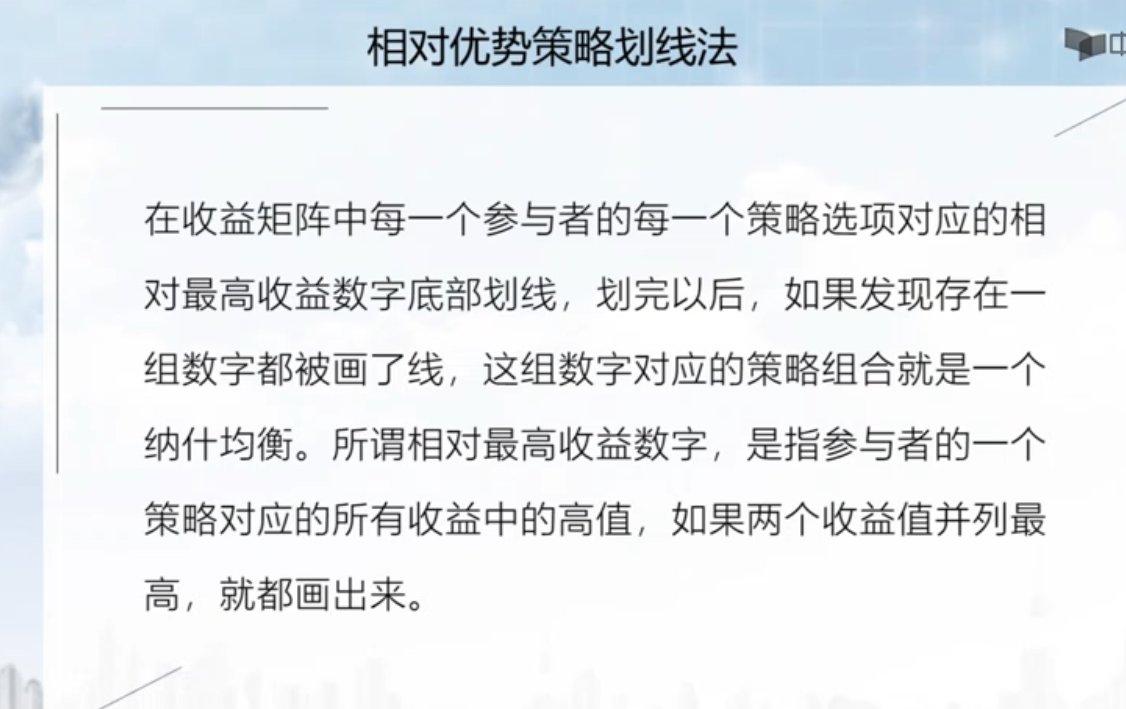 相对优势策略划线法
中
在收益矩阵中每一个参与者的每一个策略选项对应的相
对最高收益数字底部划线，划完以后，如果发现存在一
组数字都被画了线，这组数字对应的策略组合就是一个
纳什均衡。所谓相对最高收益数字，是指参与者的一个
策略对应的所有收益中的高值，如果两个收益值并列最
高，就都画出来。